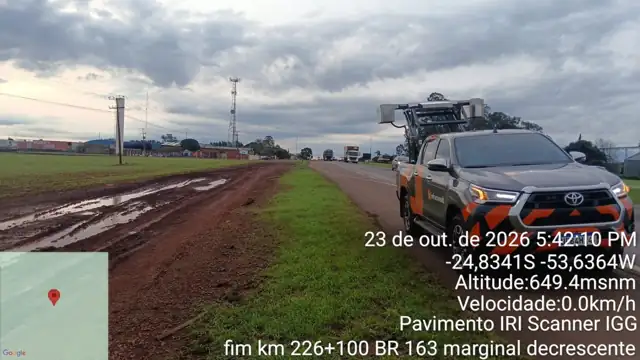 TOYOTA
23 de out. de 2026 5:42:10 PM
-24,8341S -53,6364W
Altitude:649.4msnm
Velocidade:0.0km/h
Pavimento IRI Scanner IGG
fim km 226+100 BR 163 marginal decrescente
Google